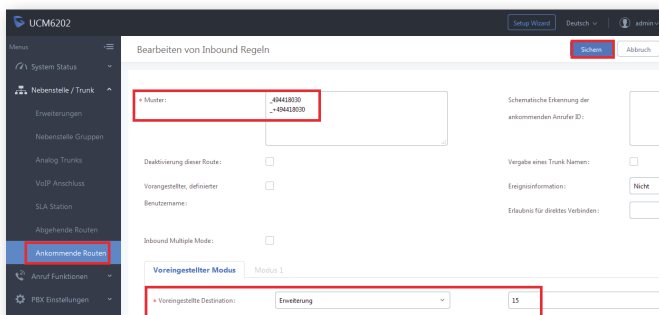 UCM6202
Setup Wizard
Deutsch
admin
Menus
Bearbeiten von Inbound Regeln
Sichern
Abbruch
System Status
Nebenstelle / Trunk
Erweiterungen
Nebenstelle Gruppen
Analog Trunks
VoIP Anschluss
SLA Station
Abgehende Routen
Ankommende Routen
Anruf Funktionen
PBX Einstellungen
* Muster:
_494418030
_+494418030
Schematische Erkennung der
ankommenden Anrufer ID:
Deaktivierung dieser Route:
Vergabe eines Trunk Namen:
Vorangestellter, definierter
Benutzername:
Ereignisinformation:
Nicht
Erlaubnis für direktes Verbinden:
Inbound Multiple Mode:
Voreingestellter Modus
Modus 1
* Voreingestellte Destination:
Erweiterung
15